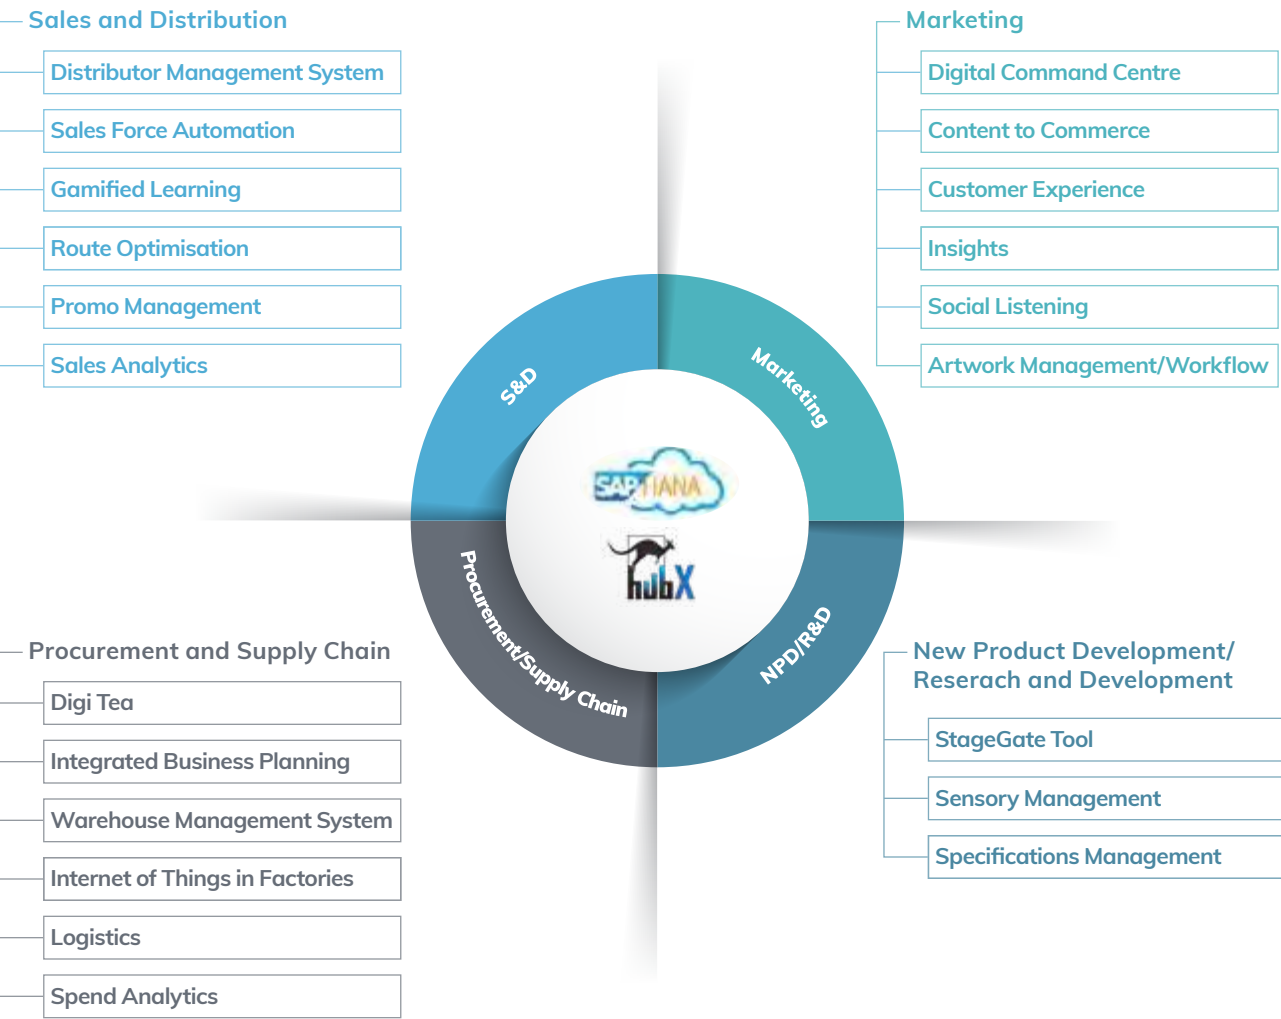 Sales and Distribution
Distributor Management System
Sales Force Automation
Gamified Learning
Route Optimisation
Promo Management
Sales Analytics
Marketing
Digital Command Centre
Content to Commerce
Customer Experience
Insights
Social Listening
Artwork Management/Workflow
S&D
Marketing
SAP HANA
hubX
Procurement/Supply Chain
NPD/R&D
Procurement and Supply Chain
Digi Tea
Integrated Business Planning
Warehouse Management System
Internet of Things in Factories
Logistics
Spend Analytics
New Product Development/
Reserach and Development
StageGate Tool
Sensory Management
Specifications Management